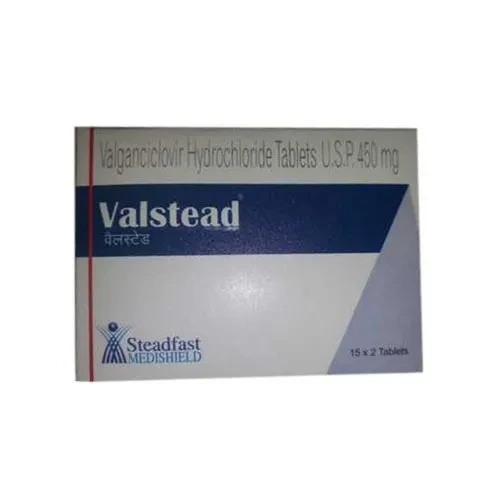 Valganciclovir Hydrochloride Tablets U.S.P. 450 mg
Valstead®
वैलस्टेड
Steadfast
MEDISHIELD
15 x 2 Tablets